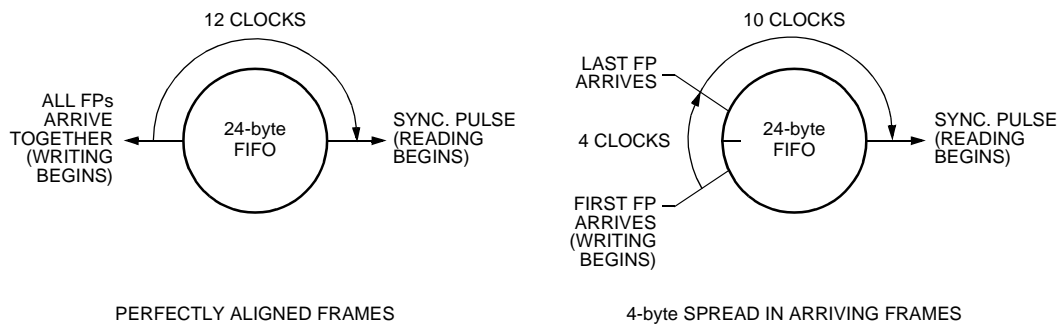 12 CLOCKS
ALL FPs
ARRIVE
TOGETHER
(WRITING
BEGINS)
24-byte
FIFO
SYNC. PULSE
(READING
BEGINS)
PERFECTLY ALIGNED FRAMES
10 CLOCKS
LAST FP
ARRIVES
4 CLOCKS
FIRST FP
ARRIVES
(WRITING
BEGINS)
24-byte
FIFO
SYNC. PULSE
(READING
BEGINS)
4-byte SPREAD IN ARRIVING FRAMES